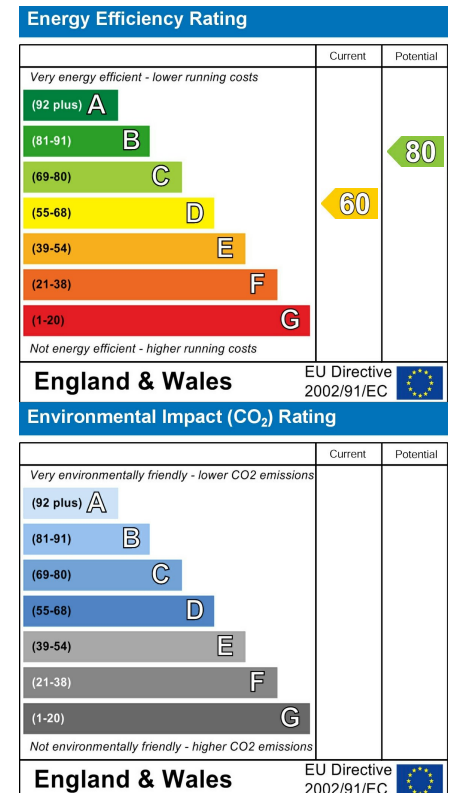 Energy Efficiency Rating
Current Potential
Very energy efficient - lower running costs
(92 plus) A
(81-91) B
80
(69-80) C
(55-68) D
60
(39-54) E
(21-38) F
(1-20) G
Not energy efficient - higher running costs
England & Wales
EU Directive
2002/91/EC
Environmental Impact (CO₂) Rating
Current Potential
Very environmentally friendly - lower CO2 emissions
(92 plus) A
(81-91) B
(69-80) C
(55-68) D
(39-54) E
(21-38) F
(1-20) G
Not environmentally friendly - higher CO2 emissions
England & Wales
EU Directive
2002/91/EC